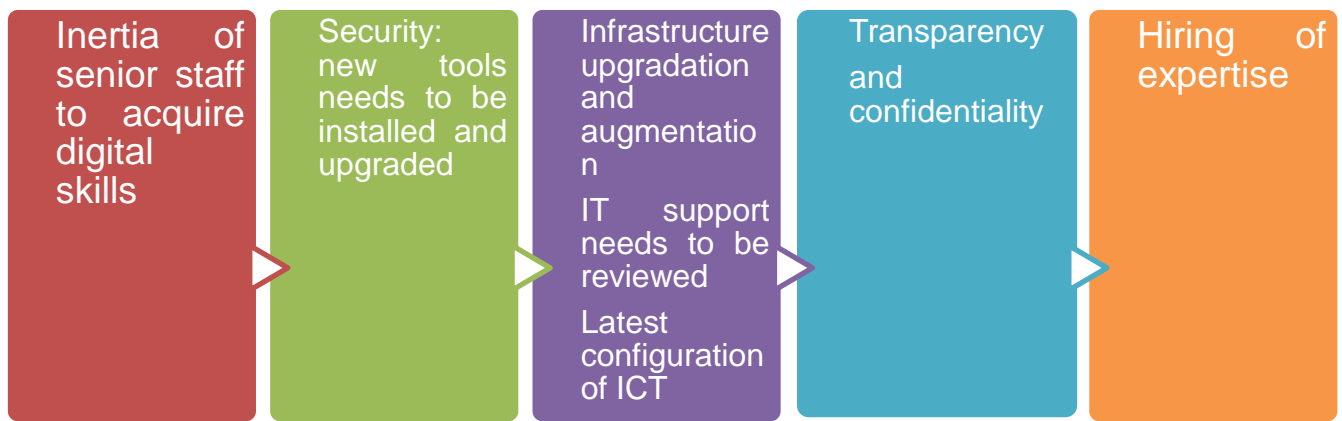 Inertia of
senior staff
to acquire
digital
skills
Security:
new tools
needs to be
installed and
upgraded
Infrastructure
upgradation
and
augmentatio
n
IT support
needs to be
reviewed
Latest
configuration
of ICT
Transparency
and
confidentiality
Hiring of
expertise